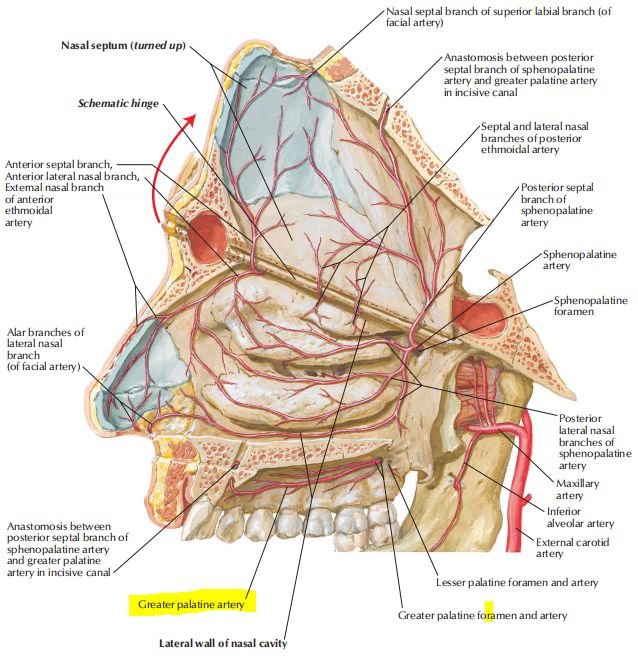 Nasal septal branch of superior labial branch (of
facial artery)
Nasal septum (turned up)
Anastomosis between posterior
septal branch of sphenopalatine
artery and greater palatine artery
in incisive canal
Schematic hinge
Septal and lateral nasal
branches of posterior
ethmoidal artery
Anterior septal branch,
Anterior lateral nasal branch,
External nasal branch
of anterior
ethmoidal
artery
Posterior septal
branch of
sphenopalatine
artery
Sphenopalatine
artery
Sphenopalatine
foramen
Alar branches of
lateral nasal
branch
(of facial artery)
Posterior
lateral nasal
branches of
sphenopalatine
artery
Maxillary
artery
Inferior
alveolar artery
External carotid
artery
Anastomosis between
posterior septal branch of
sphenopalatine artery
and greater palatine
artery in incisive canal
Lesser palatine foramen and artery
Greater palatine artery
Greater palatine foramen and artery
Lateral wall of nasal cavity